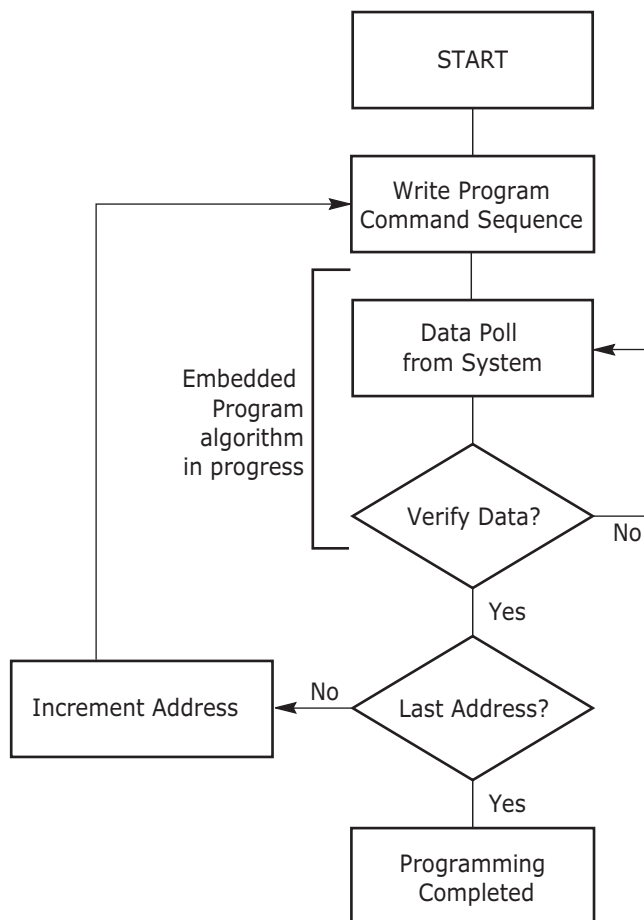 START
Write Program
Command Sequence
Data Poll
from System
Embedded
Program
algorithm
in progress
Verify Data?
No
Yes
No
Increment Address
Last Address?
Yes
Programming
Completed